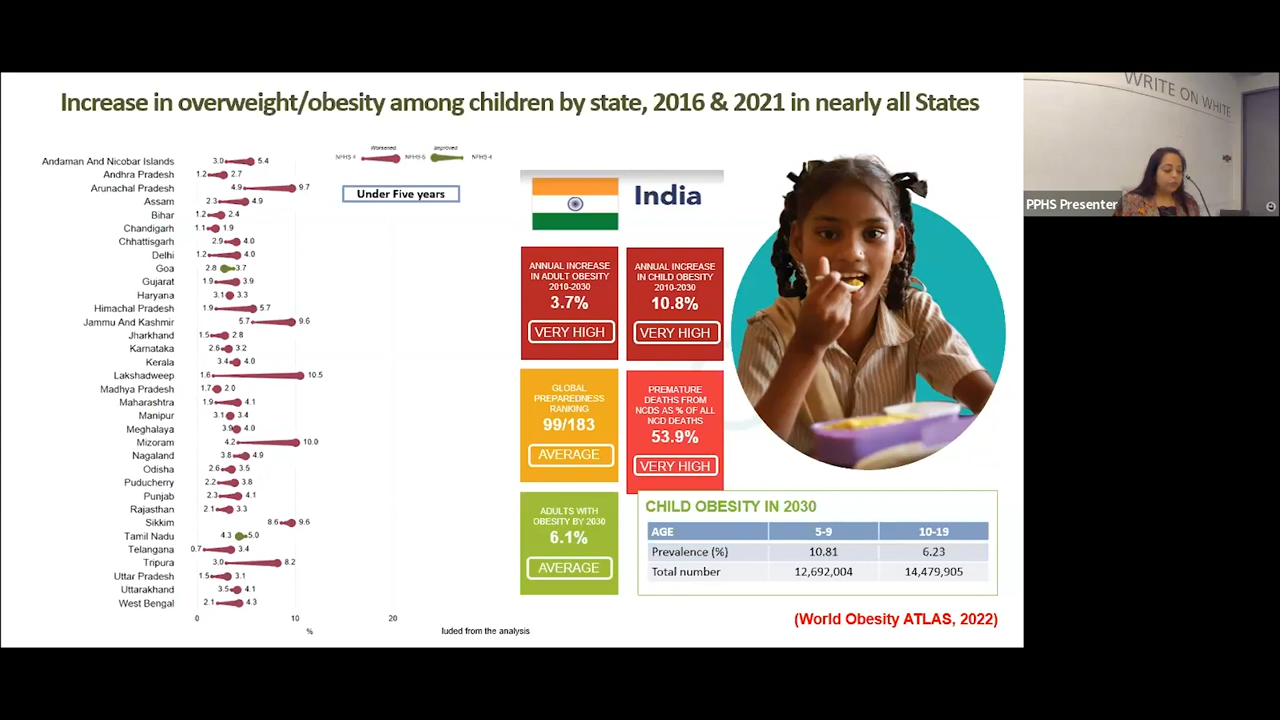 Increase in overweight/obesity among children by state, 2016 & 2021 in nearly all States
Worsened
Improved
NFHS-4 NFHS-5 NFHS-4
Under Five years
Andaman And Nicobar Islands 3.0 5.4
Andhra Pradesh 1.2 2.7
Arunachal Pradesh 4.9 9.7
Assam 2.3 4.9
Bihar 1.2 2.4
Chandigarh 1.1 1.9
Chhattisgarh 2.9 4.0
Delhi 1.2 4.0
Goa 2.8 3.7
Gujarat 1.9 3.9
Haryana 3.1 3.3
Himachal Pradesh 1.9 5.7
Jammu And Kashmir 5.7 9.6
Jharkhand 1.5 2.8
Karnataka 2.6 3.2
Kerala 3.4 4.0
Lakshadweep 1.6 10.5
Madhya Pradesh 1.7 2.0
Maharashtra 1.9 4.1
Manipur 3.1 3.4
Meghalaya 3.9 4.0
Mizoram 4.2 10.0
Nagaland 3.8 4.9
Odisha 2.6 3.5
Puducherry 2.2 3.8
Punjab 2.3 4.1
Rajasthan 2.1 3.3
Sikkim 8.6 9.6
Tamil Nadu 4.3 5.0
Telangana 0.7 3.4
Tripura 3.0 8.2
Uttar Pradesh 1.5 3.1
Uttarakhand 3.5 4.1
West Bengal 2.1 4.3
0 10 20
%
luded from the analysis
India
ANNUAL INCREASE
IN ADULT OBESITY
2010-2030
3.7%
VERY HIGH
ANNUAL INCREASE
IN CHILD OBESITY
2010-2030
10.8%
VERY HIGH
GLOBAL
PREPAREDNESS
RANKING
99/183
AVERAGE
PREMATURE
DEATHS FROM
NCDS AS % OF ALL
NCD DEATHS
53.9%
VERY HIGH
ADULTS WITH
OBESITY BY 2030
6.1%
AVERAGE
CHILD OBESITY IN 2030
AGE 5-9 10-19
Prevalence (%) 10.81 6.23
Total number 12,692,004 14,479,905
(World Obesity ATLAS, 2022)
WRITE ON WHITE
PPHS Presenter